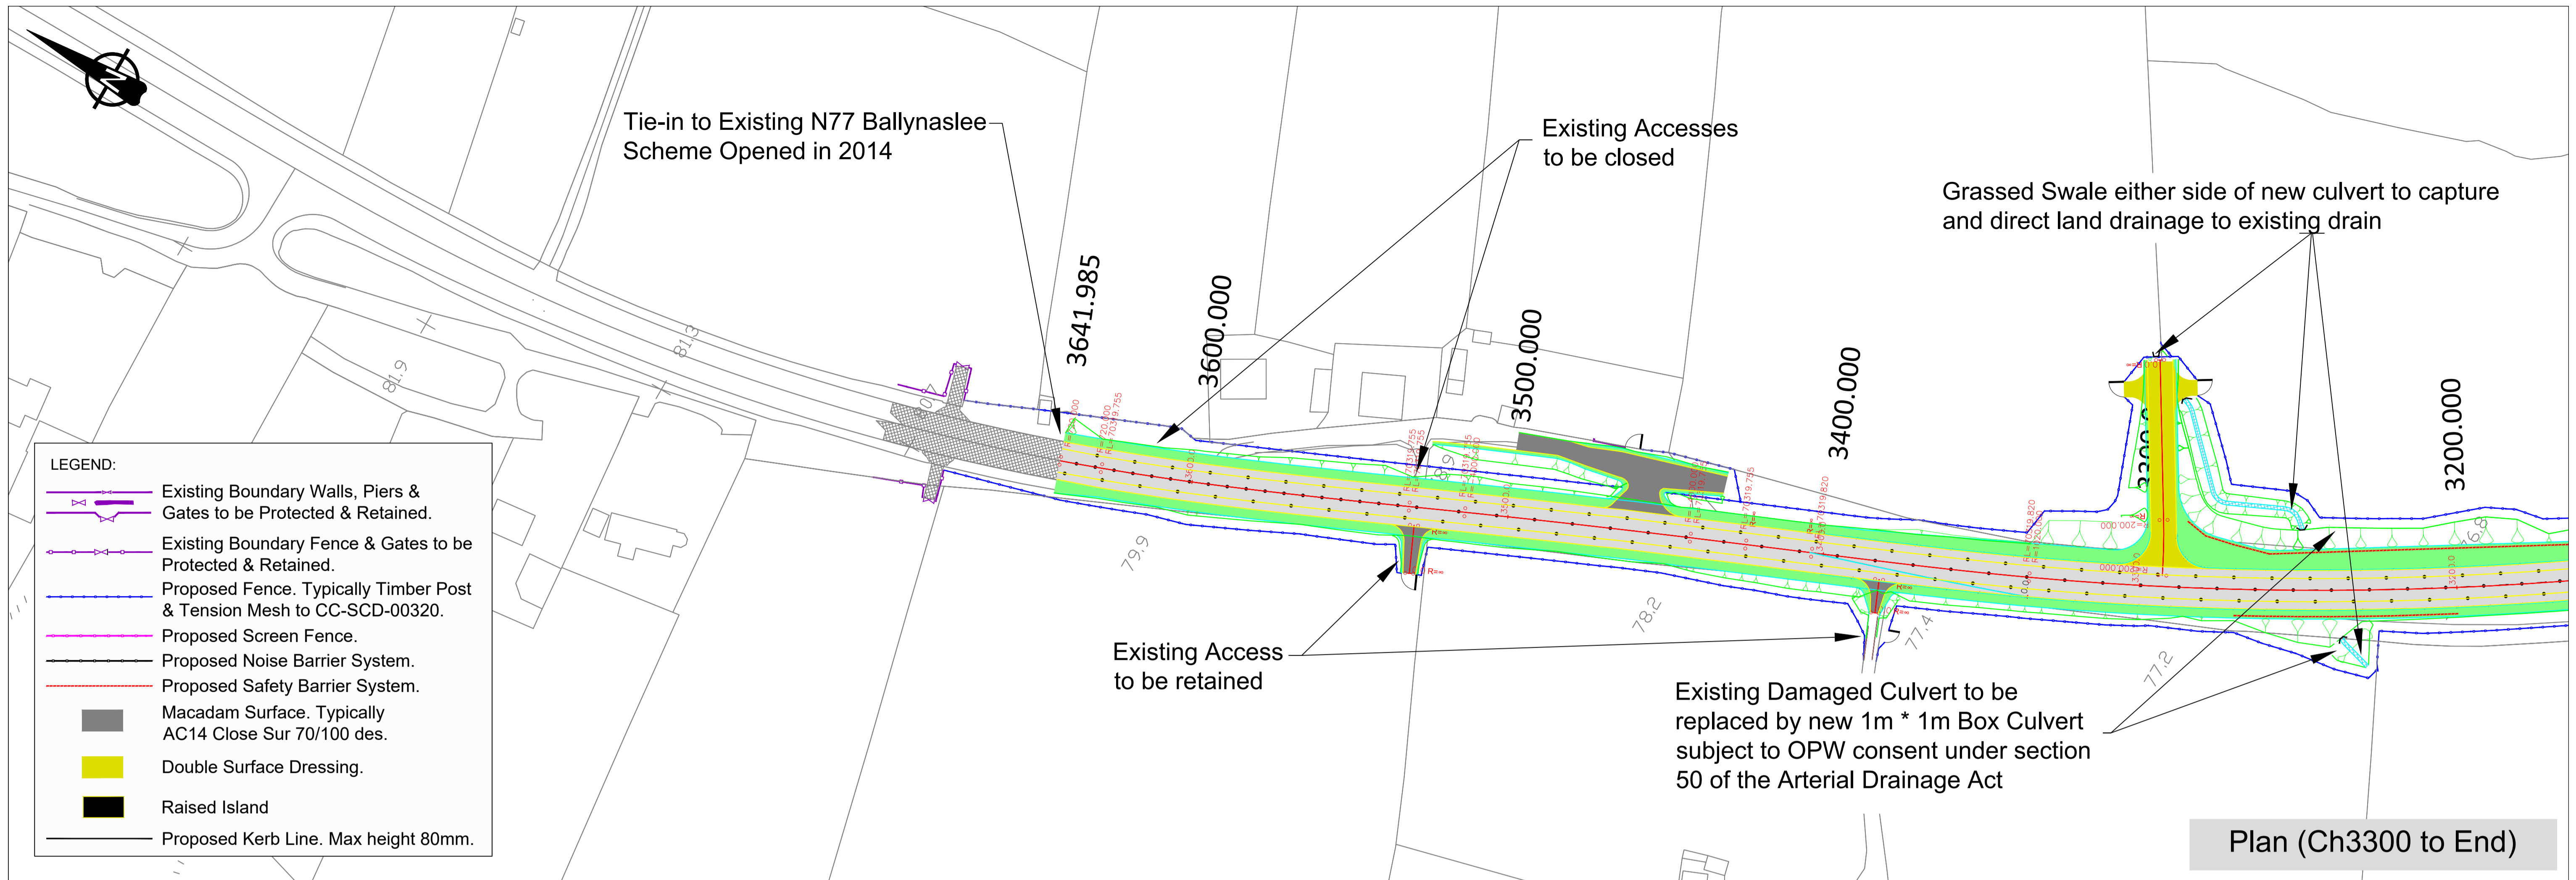 N
Tie-in to Existing N77 Ballynaslee
Scheme Opened in 2014
Existing Accesses
to be closed
Grassed Swale either side of new culvert to capture
and direct land drainage to existing drain
3641.985
3600.000
3500.000
3400.000
3200.000
81.3
81.9
79.9
78.2
77.4
77.2
76.8
Existing Access
to be retained
Existing Damaged Culvert to be
replaced by new 1m * 1m Box Culvert
subject to OPW consent under section
50 of the Arterial Drainage Act
LEGEND:
Existing Boundary Walls, Piers &
Gates to be Protected & Retained.
Existing Boundary Fence & Gates to be
Protected & Retained.
Proposed Fence. Typically Timber Post
& Tension Mesh to CC-SCD-00320.
Proposed Screen Fence.
Proposed Noise Barrier System.
Proposed Safety Barrier System.
Macadam Surface. Typically
AC14 Close Sur 70/100 des.
Double Surface Dressing.
Raised Island
Proposed Kerb Line. Max height 80mm.
Plan (Ch3300 to End)